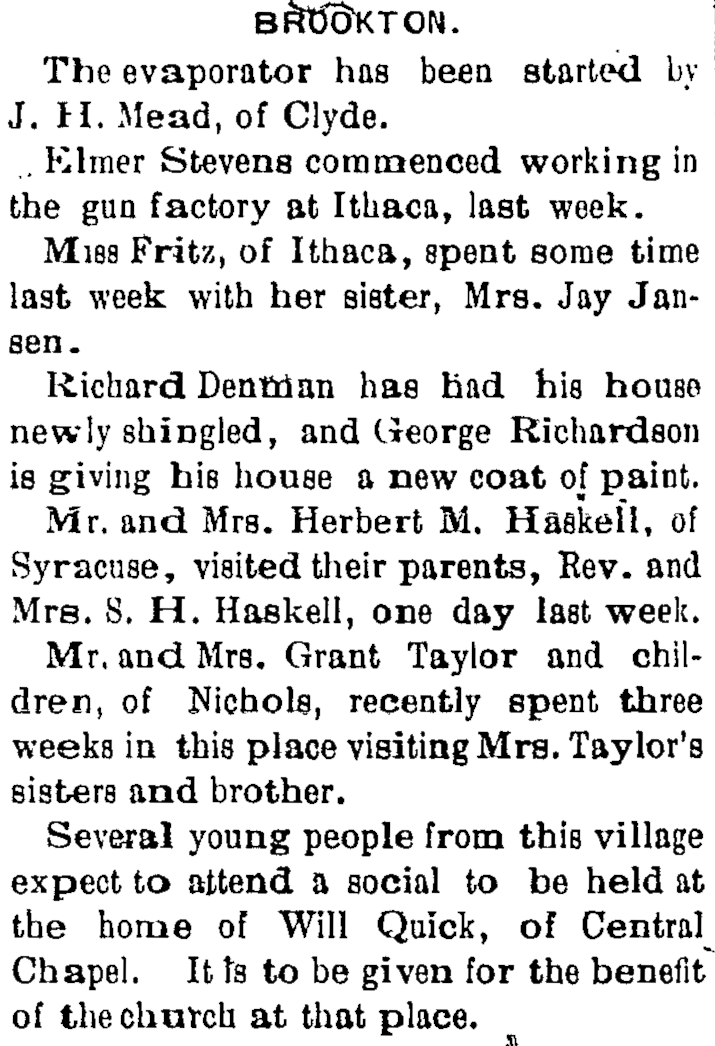 BROOKTON.
The evaporator has been started by
J. H. Mead, of Clyde.
Elmer Stevens commenced working in
the gun factory at Ithaca, last week.
Miss Fritz, of Ithaca, spent some time
last week with her sister, Mrs. Jay Jan-
sen.
Richard Denman has had his house
newly shingled, and George Richardson
is giving his house a new coat of paint.
Mr. and Mrs. Herbert M. Haskell, of
Syracuse, visited their parents, Rev. and
Mrs. S. H. Haskell, one day last week.
Mr. and Mrs. Grant Taylor and chil-
dren, of Nichols, recently spent three
weeks in this place visiting Mrs. Taylor's
sisters and brother.
Several young people from this village
expect to attend a social to be held at
the home of Will Quick, of Central
Chapel. It is to be given for the benefit
of the church at that place.